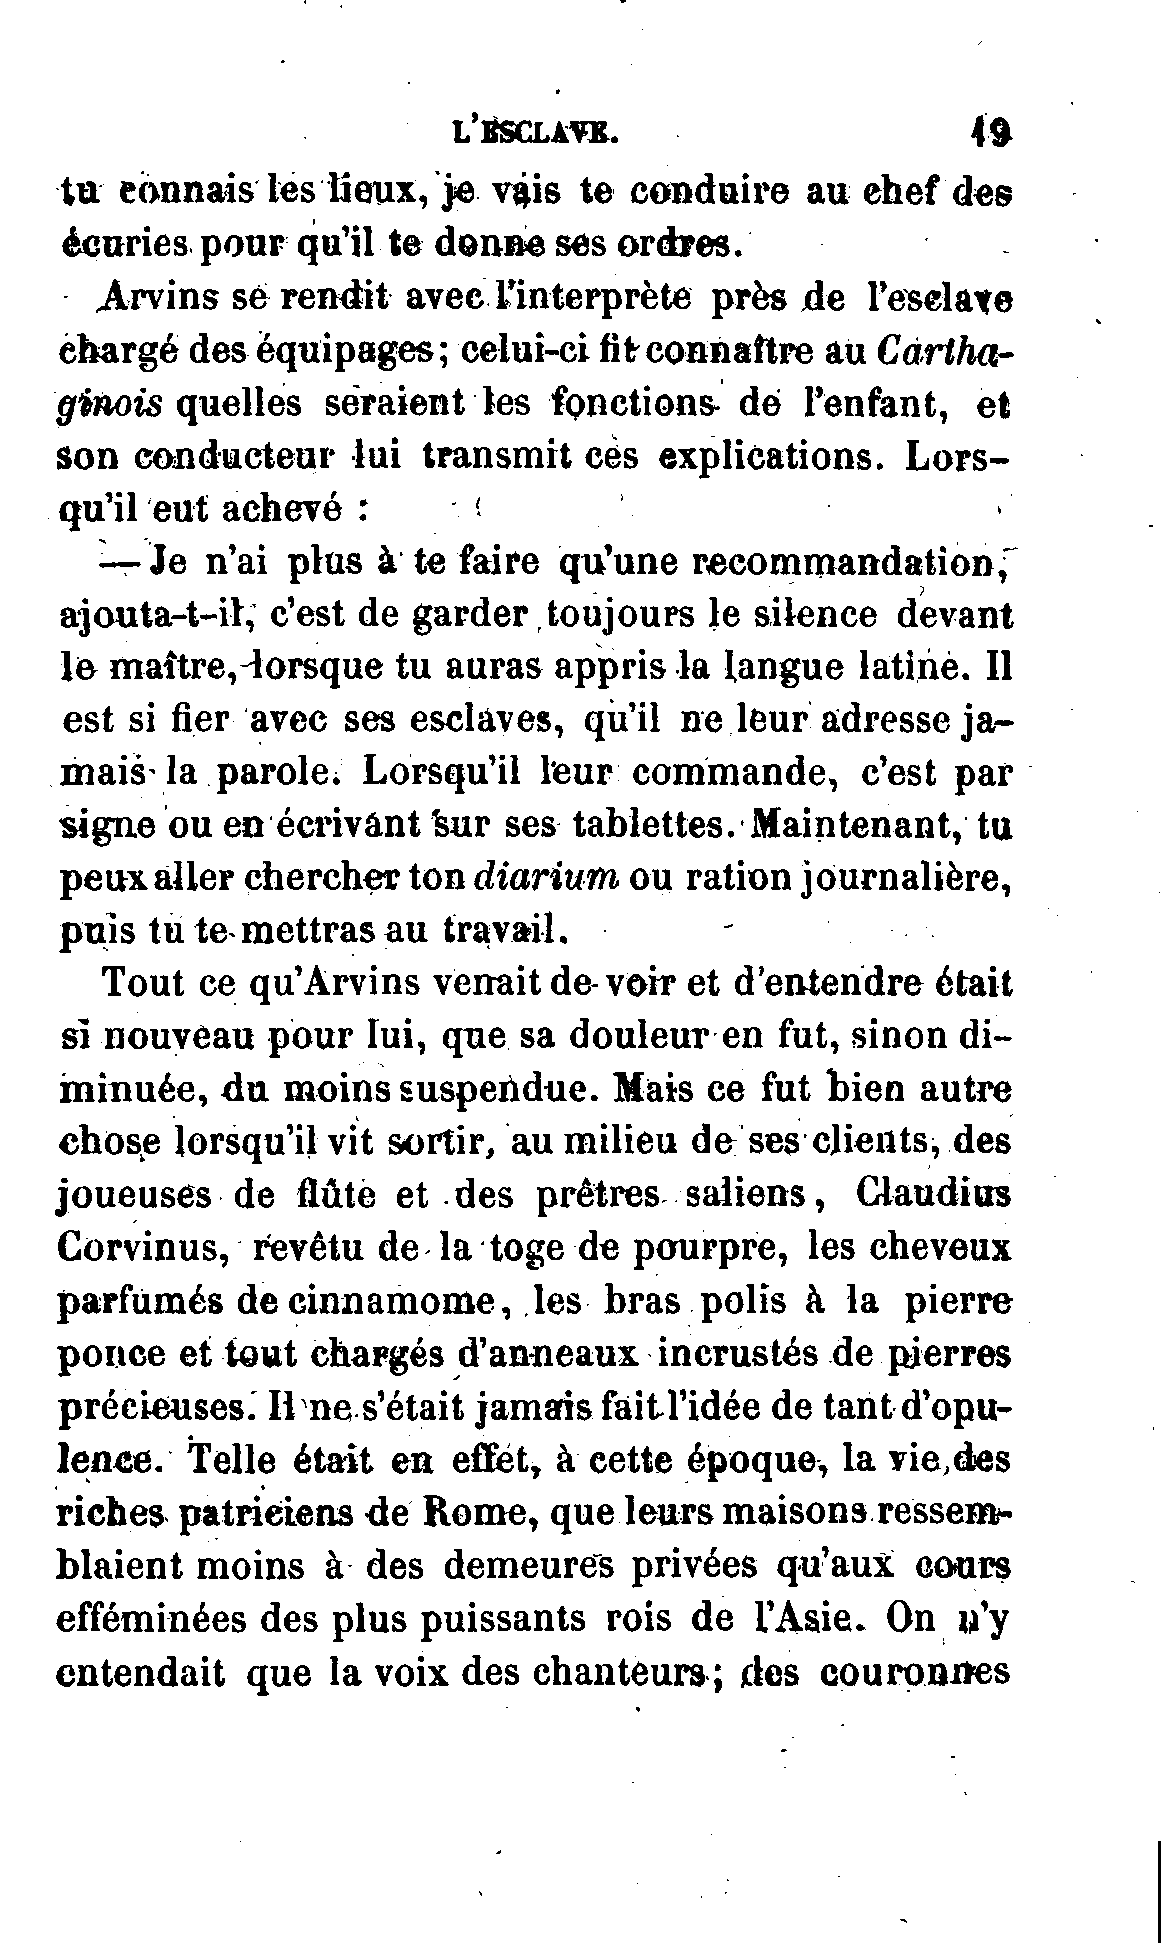 L'ESCLAVE. 19
tu connais les lieux, je vais te conduire au chef des
écuries pour qu'il te donne ses ordres.
Arvins se rendit avec l'interprète près de l'esclave
chargé des équipages; celui-ci fit connaître au Cartha-
ginois quelles seraient les fonctions de l'enfant, et
son conducteur lui transmit ces explications. Lors-
qu'il eut achevé :
— Je n'ai plus à te faire qu'une recommandation,
ajouta-t-il, c'est de garder toujours le silence devant
le maître, lorsque tu auras appris la langue latine. Il
est si fier avec ses esclaves, qu'il ne leur adresse ja-
mais la parole. Lorsqu'il leur commande, c'est par
signe ou en écrivant sur ses tablettes. Maintenant, tu
peux aller chercher ton diarium ou ration journalière,
puis tu te mettras au travail.
Tout ce qu'Arvins venait de voir et d'entendre était
si nouveau pour lui, que sa douleur en fut, sinon di-
minuée, du moins suspendue. Mais ce fut bien autre
chose lorsqu'il vit sortir, au milieu de ses clients, des
joueuses de flûte et des prêtres saliens, Claudius
Corvinus, revêtu de la toge de pourpre, les cheveux
parfumés de cinnamome, les bras polis à la pierre
ponce et tout chargés d'anneaux incrustés de pierres
précieuses. Il ne s'était jamais fait l'idée de tant d'opu-
lence. Telle était en effet, à cette époque, la vie des
riches patriciens de Rome, que leurs maisons ressem-
blaient moins à des demeures privées qu'aux cours
efféminées des plus puissants rois de l'Asie. On n'y
entendait que la voix des chanteurs; des couronnes